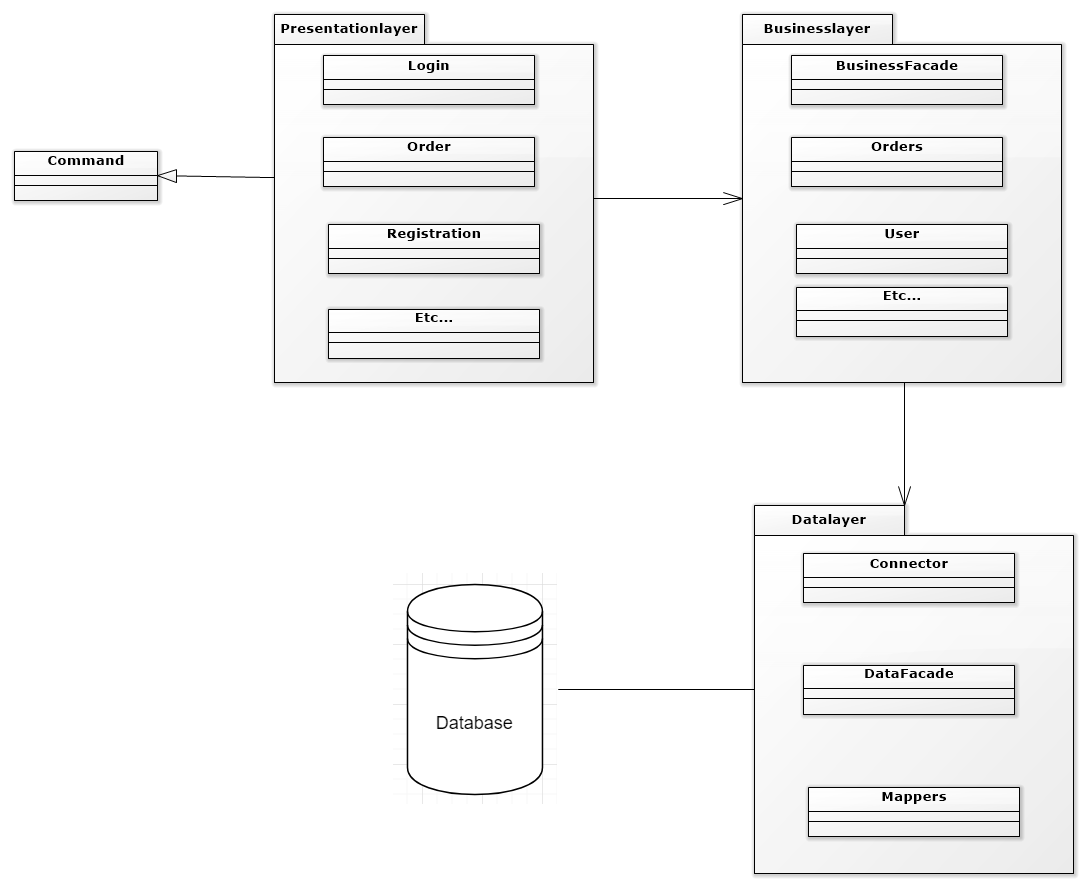 Presentationlayer
Login
Order
Registration
Etc...
Command
Businesslayer
BusinessFacade
Orders
User
Etc...
Datalayer
Connector
DataFacade
Mappers
Database